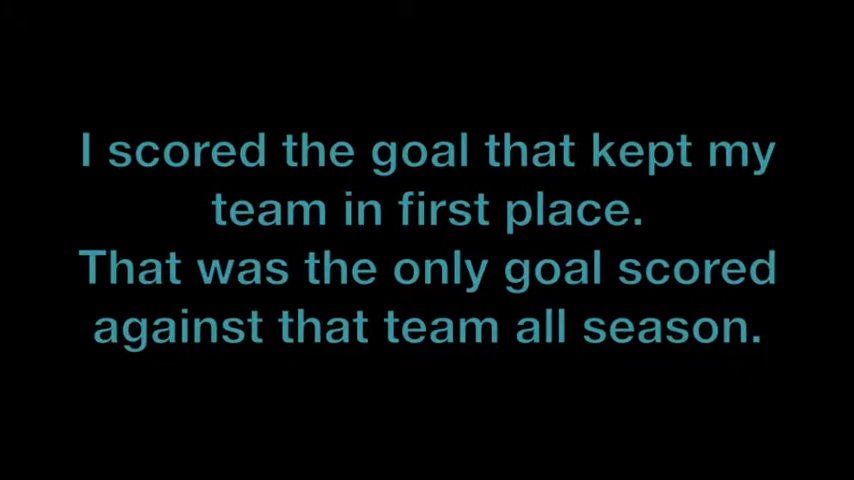 I scored the goal that kept my
team in first place.
That was the only goal scored
against that team all season.